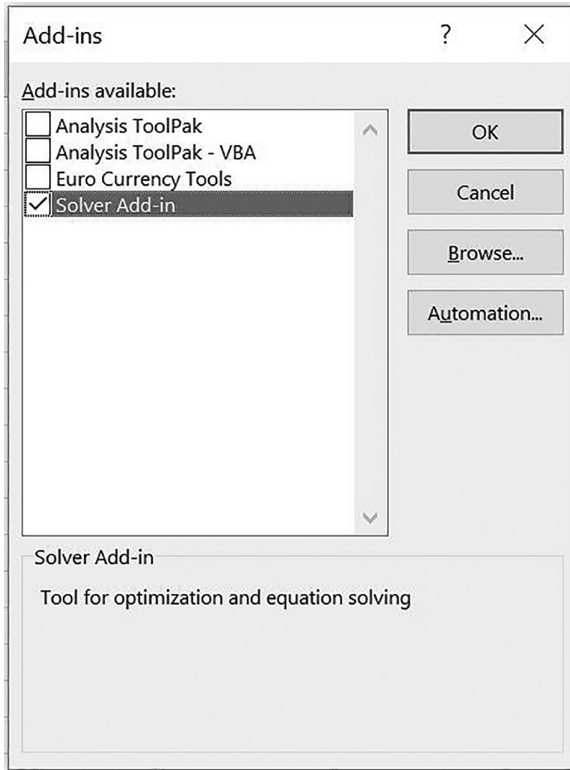 Add-ins ?
Add-ins available:
Analysis ToolPak
Analysis ToolPak - VBA
Euro Currency Tools
Solver Add-in
OK
Cancel
Browse...
Automation...
Solver Add-in
Tool for optimization and equation solving